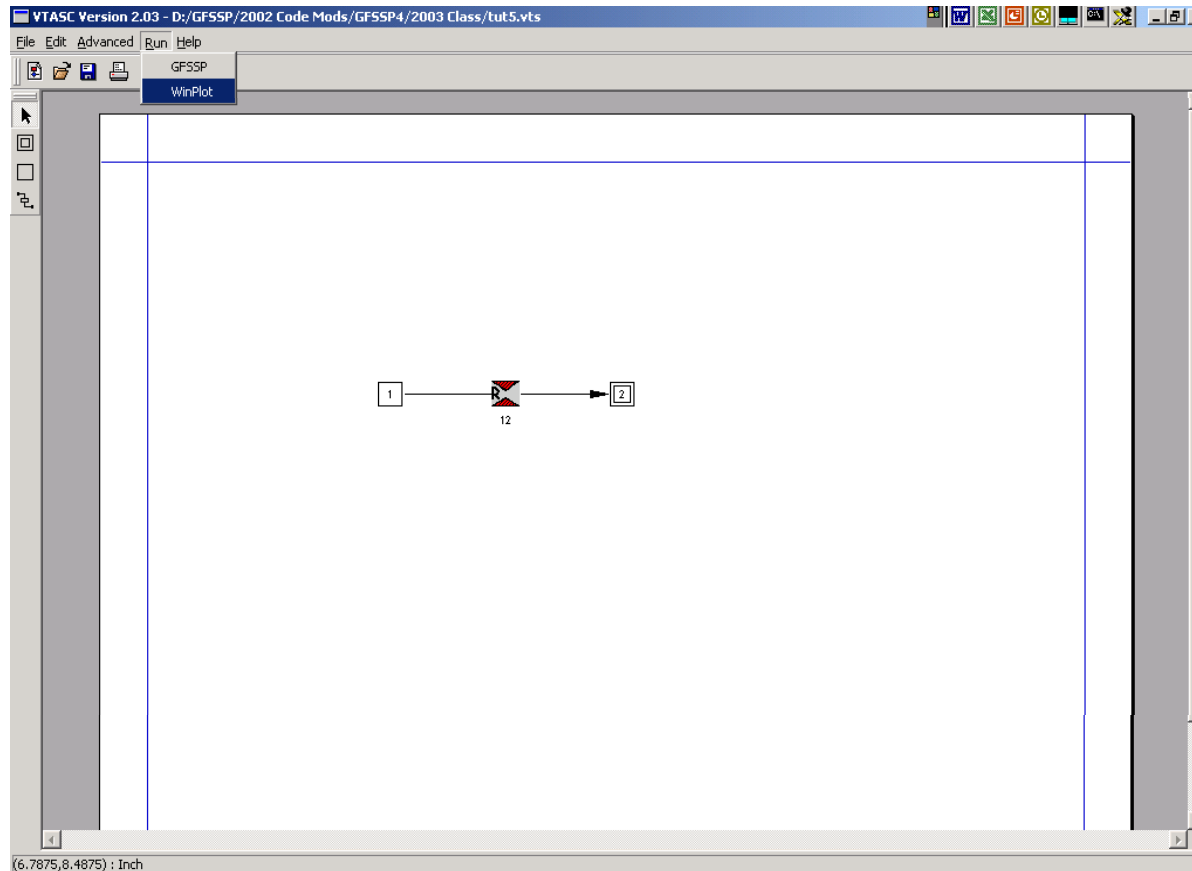 VTASC Version 2.03 - D:/GFSSP/2002 Code Mods/GFSSP4/2003 Class/tut5.vts
File Edit Advanced Run Help
GFSSP
WinPlot
1
R
2
12
(6.7875,8.4875) : Inch